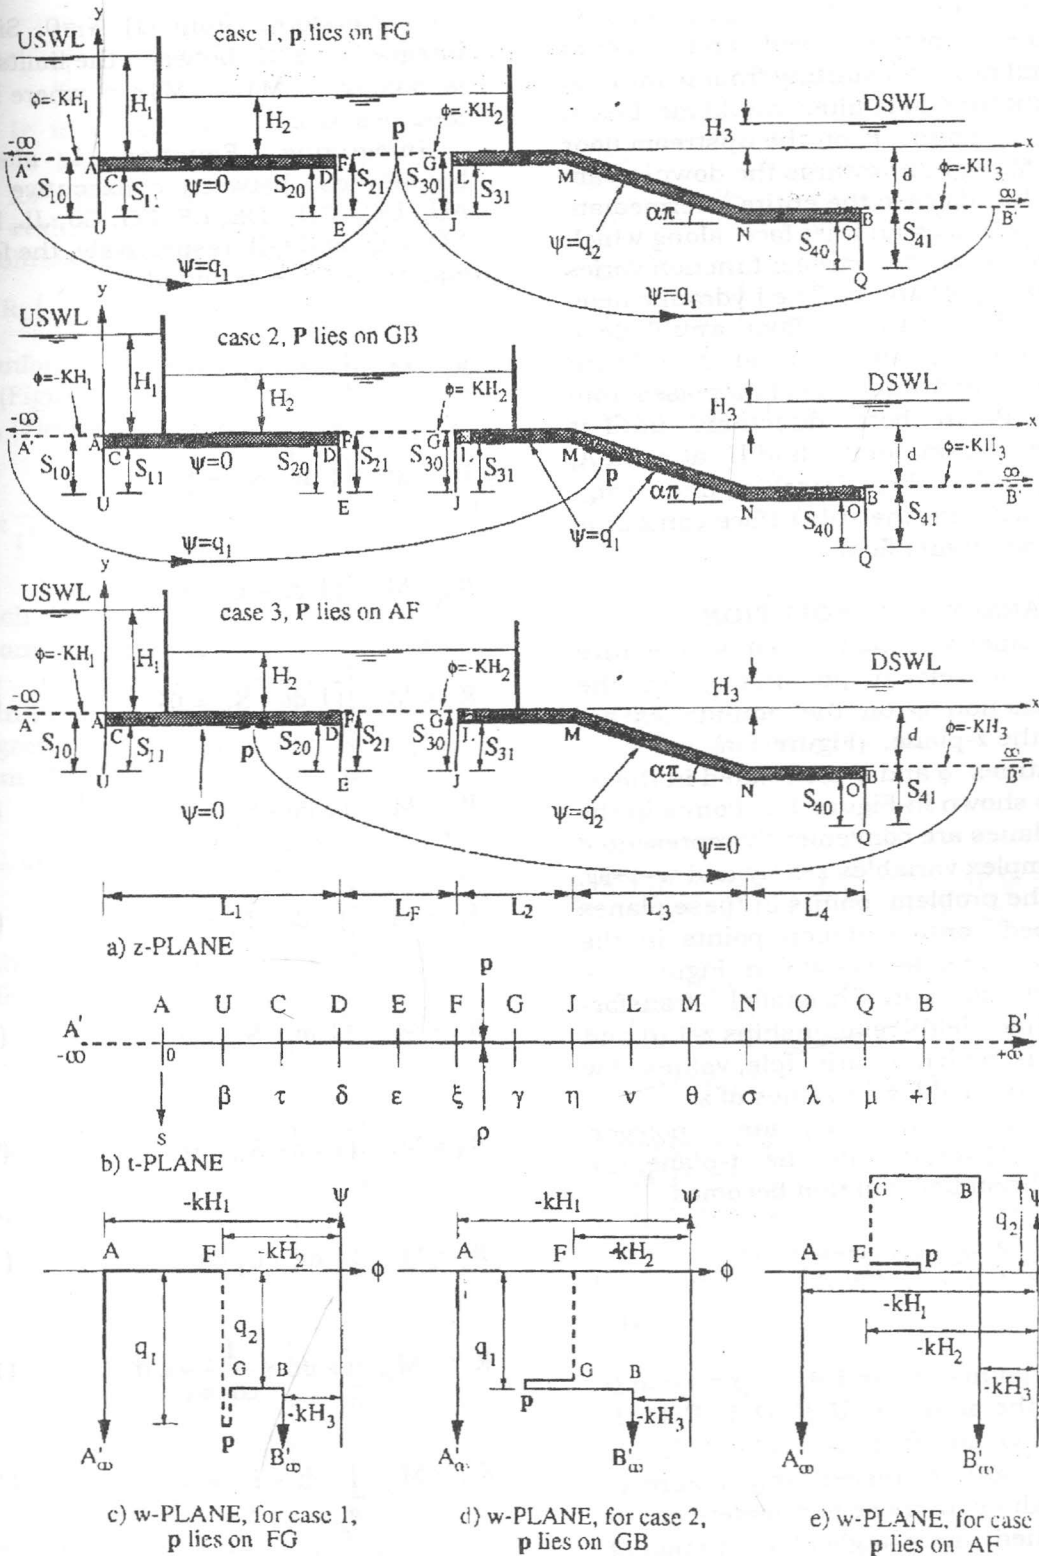 y
case 1, p lies on FG
USWL
DSWL
H₁
H₂
H₃
ϕ=-KH₁
p
ϕ=-KH₂
ϕ=-KH₃
x
-∞
A'
A
C
ψ=0
D
F
G
L
M
d
∞
B'
S₁₀
S₁₁
S₂₀
S₂₁
S₃₀
S₃₁
απ
ψ=q₂
N
O
B
S₄₀
S₄₁
U
E
J
Q
ψ=q₁
ψ=q₁
y
case 2, P lies on GB
USWL
DSWL
H₁
H₂
H₃
ϕ=-KH₁
ϕ=-KH₂
ϕ=-KH₃
x
-∞
A'
A
C
ψ=0
D
F
G
L
M
p
d
∞
B'
S₁₀
S₁₁
S₂₀
S₂₁
S₃₀
S₃₁
απ
N
O
B
S₄₀
S₄₁
U
E
J
Q
ψ=q₁
ψ=q₁
USWL
case 3, P lies on AF
DSWL
H₁
H₂
H₃
ϕ=-KH₁
ϕ=-KH₂
ϕ=-KH₃
x
-∞
A'
A
C
p
D
F
G
L
M
d
∞
B'
S₁₀
S₁₁
S₂₀
S₂₁
S₃₀
S₃₁
απ
N
O
B
S₄₀
S₄₁
U
E
J
Q
ψ=0
ψ=q₂
ψ=0
L₁ L_F L₂ L₃ L₄
a) z-PLANE
p
A U C D E F G J L M N O Q B
A' B'
-∞ 0 +∞
β τ δ ε ξ γ η ν θ σ λ μ +1
s
ρ
b) t-PLANE
-kH₁
ψ
A
F
-kH₂
ϕ
q₁
q₂
G
B
-kH₃
p
A'∞
B'∞
c) w-PLANE, for case 1,
p lies on FG
-kH₁
ψ
A
F
-kH₂
ϕ
q₁
G
B
p
-kH₃
B'∞
d) w-PLANE, for case 2,
p lies on GB
G
B
ψ
q₂
A
F
p
-kH₁
-kH₂
-kH₃
A'∞
B'∞
e) w-PLANE, for case
p lies on AF